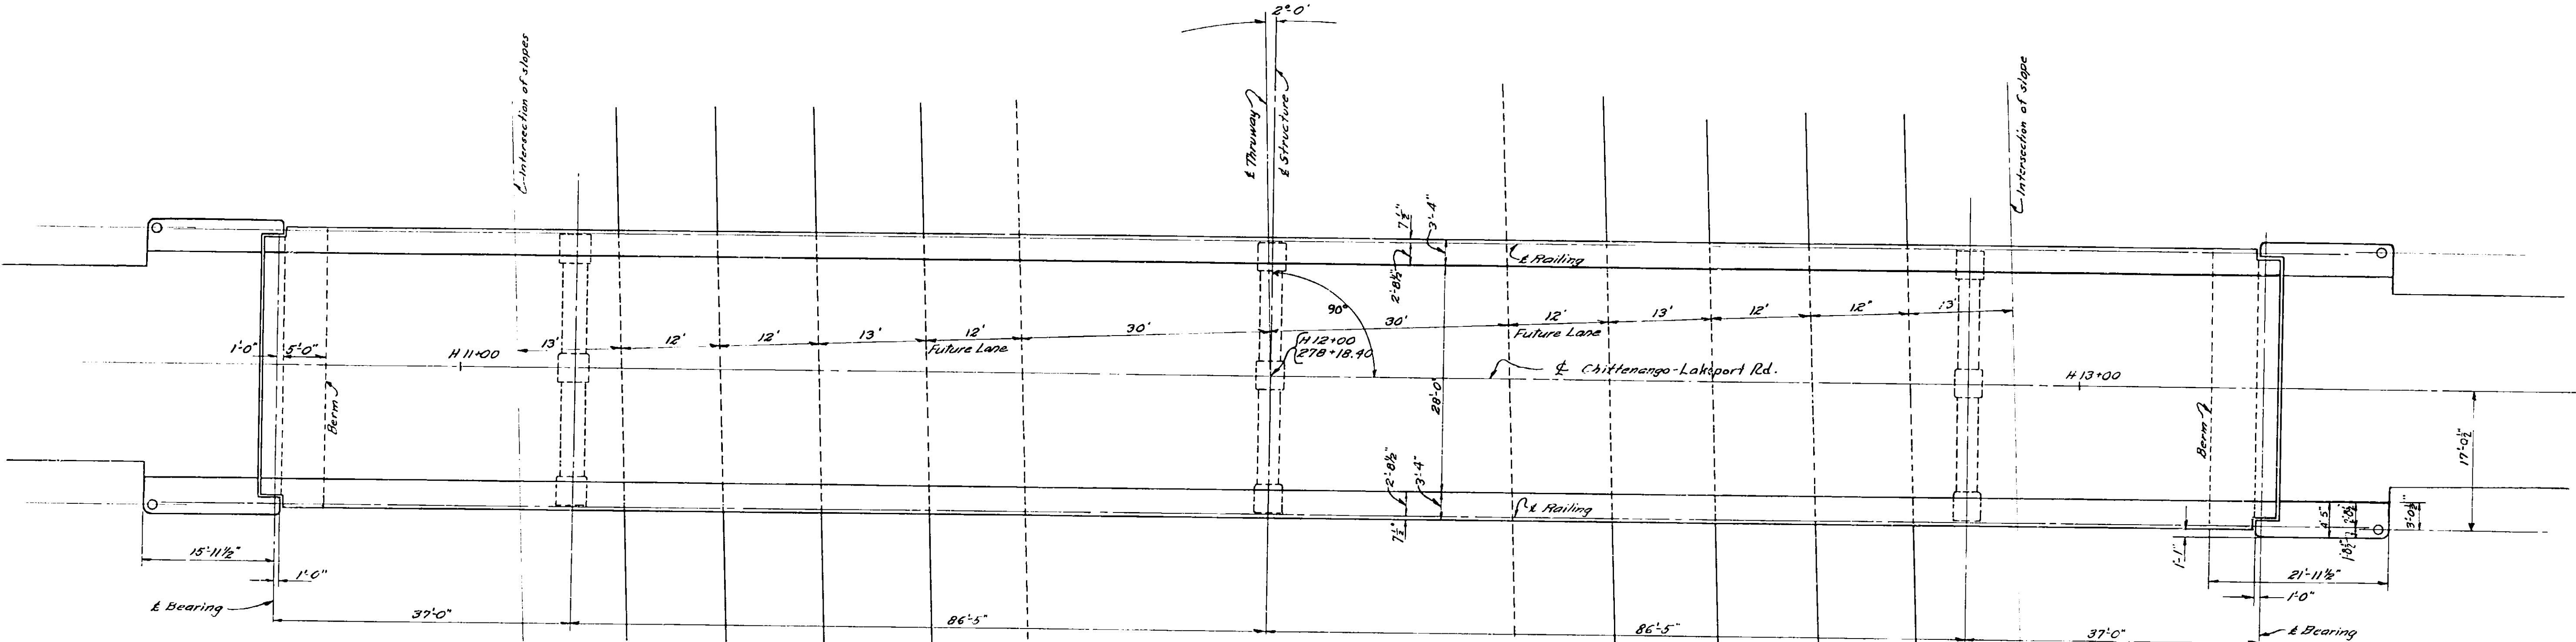 2°-0'
℄ Intersection of slopes
℄ Thruway
℄ Structure
℄ Intersection of slope
7½"
3'-4"
2'-8½"
℄ Railing
90°
13'
12'
12'
13'
12'
Future Lane
30'
30'
12'
Future Lane
13'
12'
12"
13'
1'-0"
5'-0"
H 11+00
H 12+00
278+18.40
℄ Chittenango-Lakeport Rd.
H 13+00
Berm
28'-0"
Berm
17'-0½"
2'-8½"
3'-4"
7½"
℄ Railing
4'-5"
3'-0½"
1'-1"
15'-11½"
1'-0"
21'-11½"
1'-0"
℄ Bearing
37'-0"
86'-5"
86'-5"
37'-0"
℄ Bearing